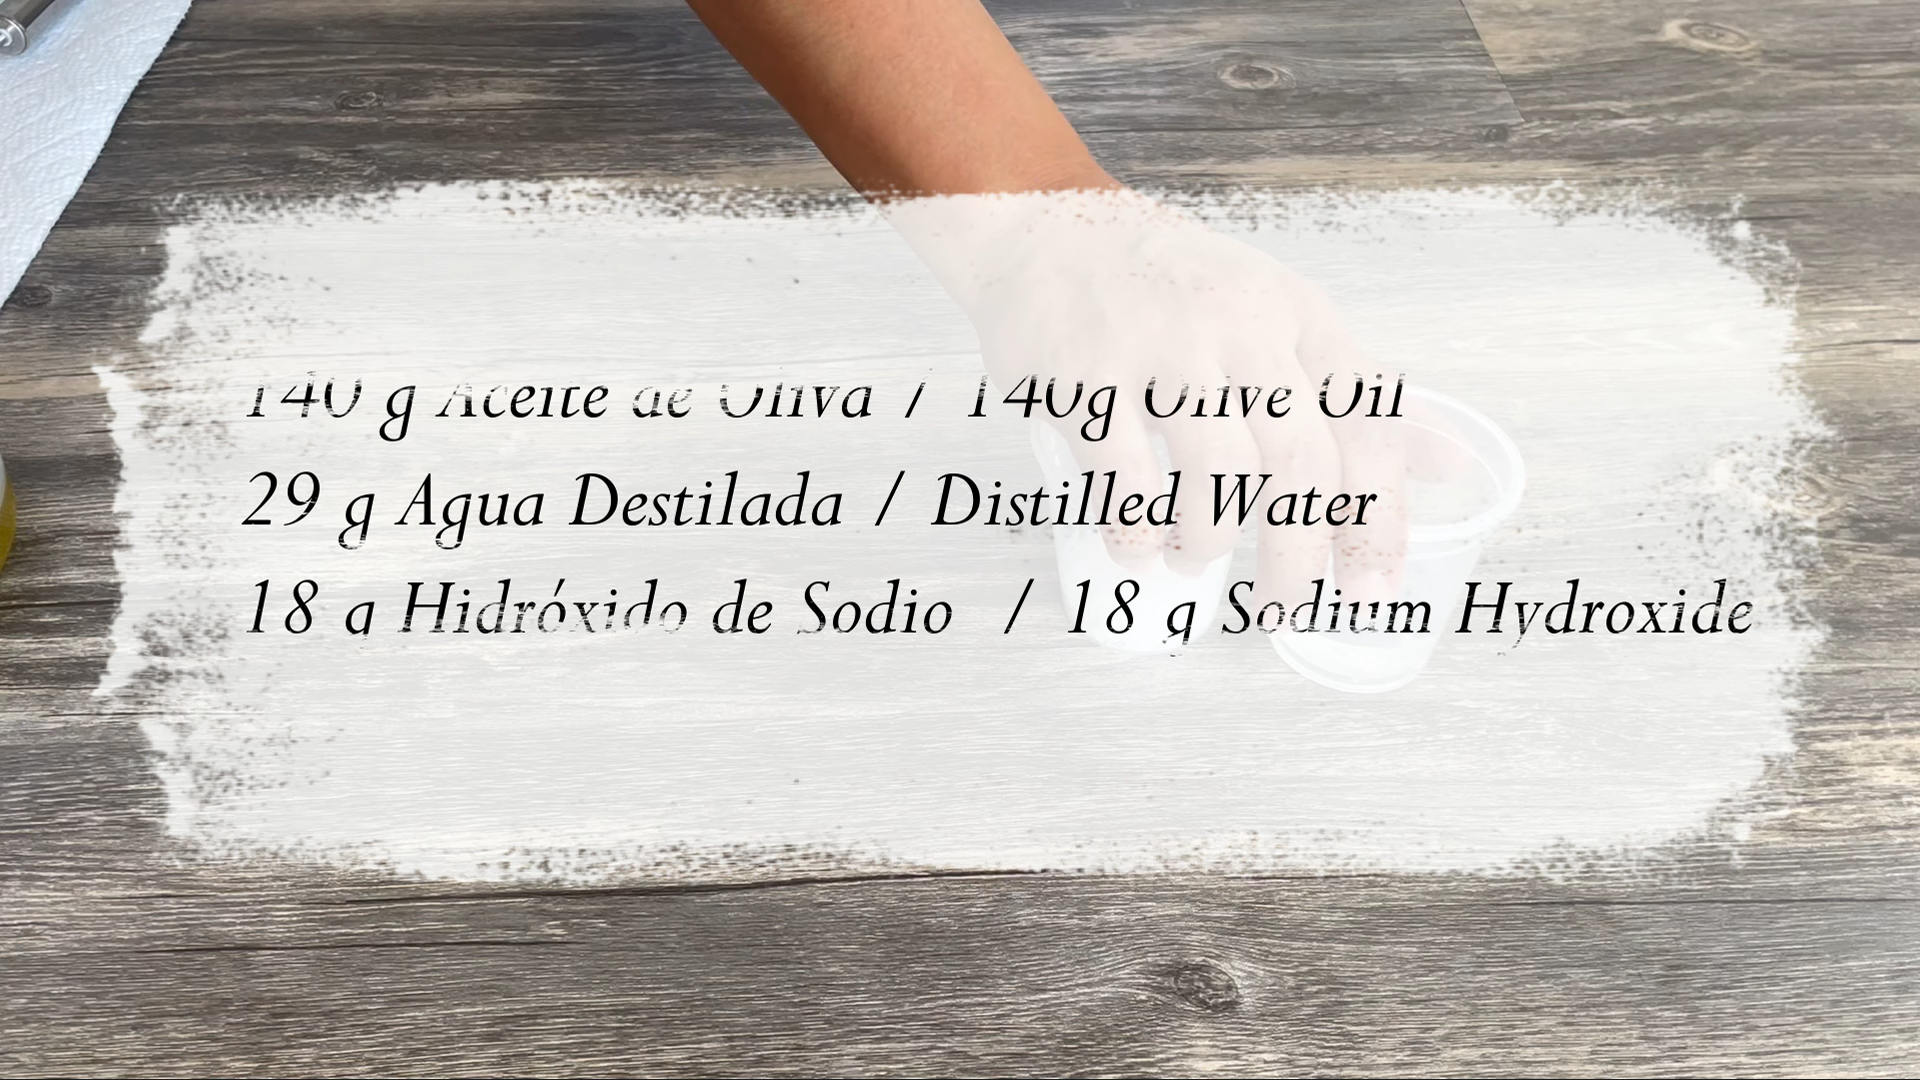 140 g Aceite de Oliva / 140g Olive Oil
29 g Agua Destilada / Distilled Water
18 g Hidróxido de Sodio / 18 g Sodium Hydroxide